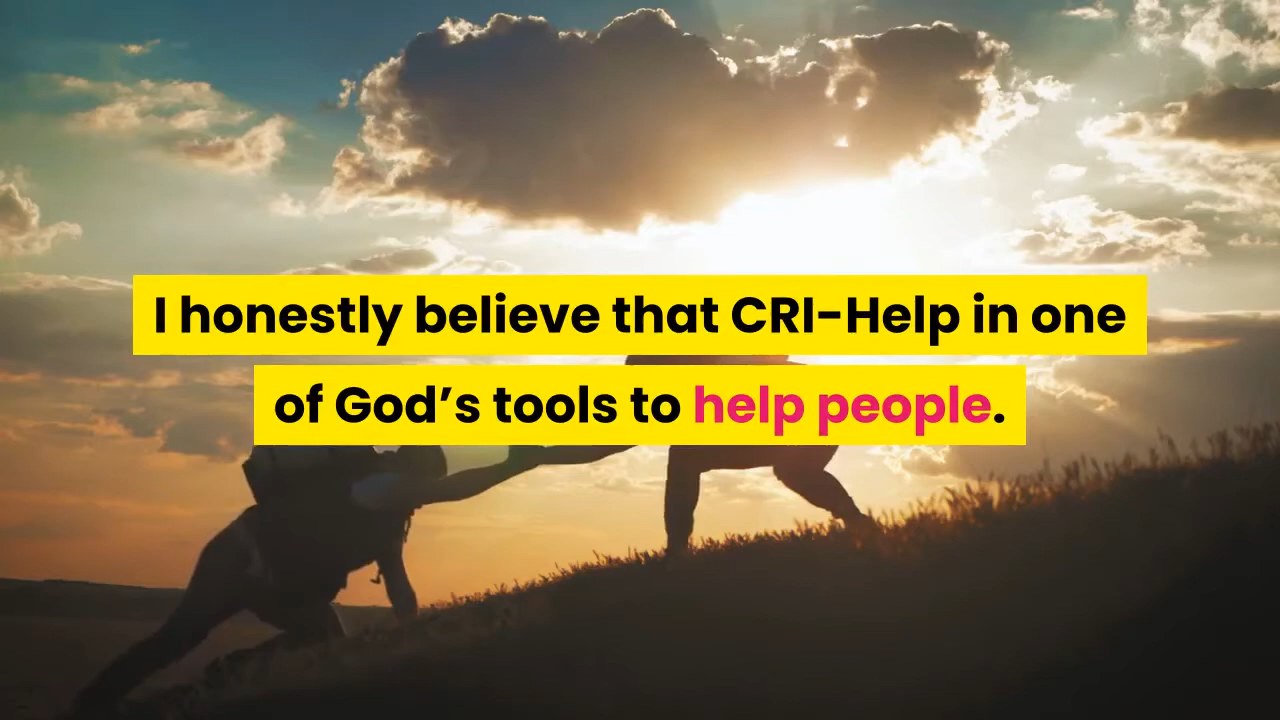 I honestly believe that CRI-Help in one
of God’s tools to help people.